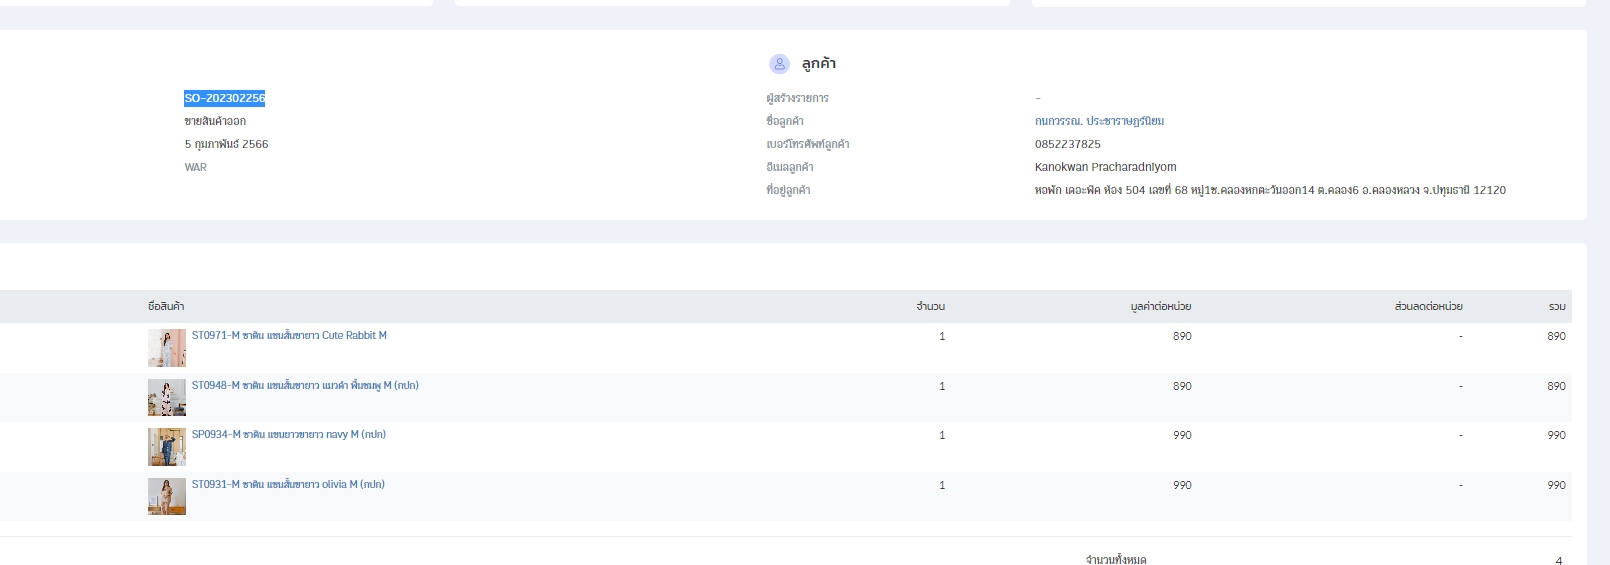 ลูกค้า
SO-202302256
ขายสินค้าออก
5 กุมภาพันธ์ 2566
WAR
ผู้สร้างรายการ -
ชื่อลูกค้า กนกวรรณ. ประชาราษฎร์นิยม
เบอร์โทรศัพท์ลูกค้า 0852237825
อีเมลลูกค้า Kanokwan Pracharadniyom
ที่อยู่ลูกค้า หอพัก เดอะพีค ห้อง 504 เลขที่ 68 หมู่1ซ.คลองหกตะวันออก14 ต.คลอง6 อ.คลองหลวง จ.ปทุมธานี 12120
ชื่อสินค้า จำนวน มูลค่าต่อหน่วย ส่วนลดต่อหน่วย รวม
ST0971-M ซาติน แขนสั้นขายาว Cute Rabbit M 1 890 - 890
ST0948-M ซาติน แขนสั้นขายาว แมวดำ พื้นชมพู M (กปก) 1 890 - 890
SP0934-M ซาติน แขนยาวขายาว navy M (กปก) 1 990 - 990
ST0931-M ซาติน แขนสั้นขายาว olivia M (กปก) 1 990 - 990
จำนวนทั้งหมด 4